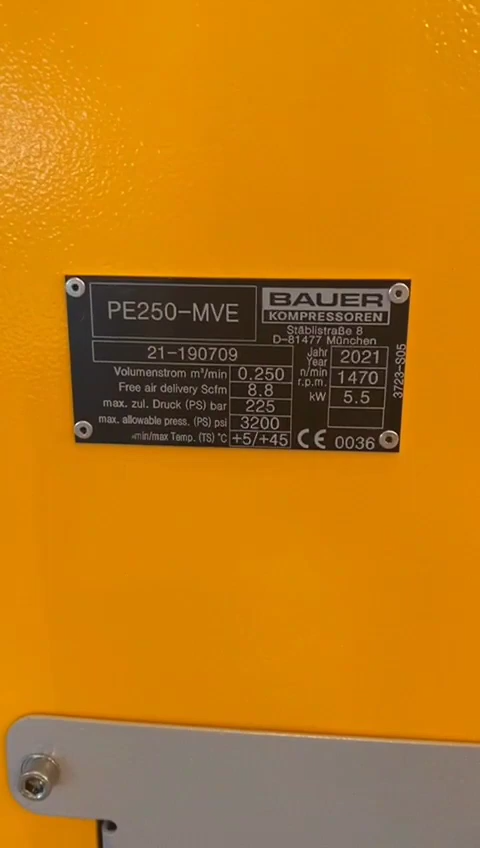 PE250-MVE
BAUER
KOMPRESSOREN
Stäblistraße 8
D-81477 München
21-190709
Volumenstrom m³/min 0.250
Free air delivery Scfm 8.8
max. zul. Druck (PS) bar 225
max. allowable press. (PS) psi 3200
min/max Temp. (TS) °C +5/+45
Jahr
Year 2021
n/min
r.p.m. 1470
kW 5.5
CE 0036
3723-S05